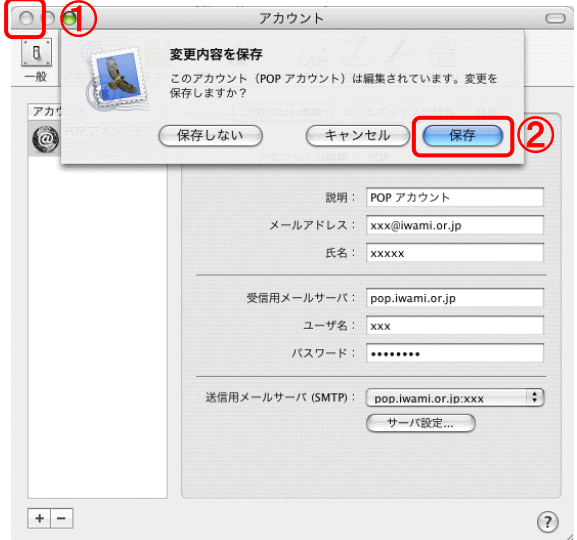 アカウント
①
一般
変更内容を保存
このアカウント（POP アカウント）は編集されています。変更を
保存しますか？
保存しない
キャンセル
保存
②
アカ
POP アカウント
アカウントの種類： POP
説明： POP アカウント
メールアドレス： xxx@iwami.or.jp
氏名： xxxxx
受信用メールサーバ： pop.iwami.or.jp
ユーザ名： xxx
パスワード： ••••••••
送信用メールサーバ (SMTP)： pop.iwami.or.jp:xxx
サーバ設定...
+ −
?